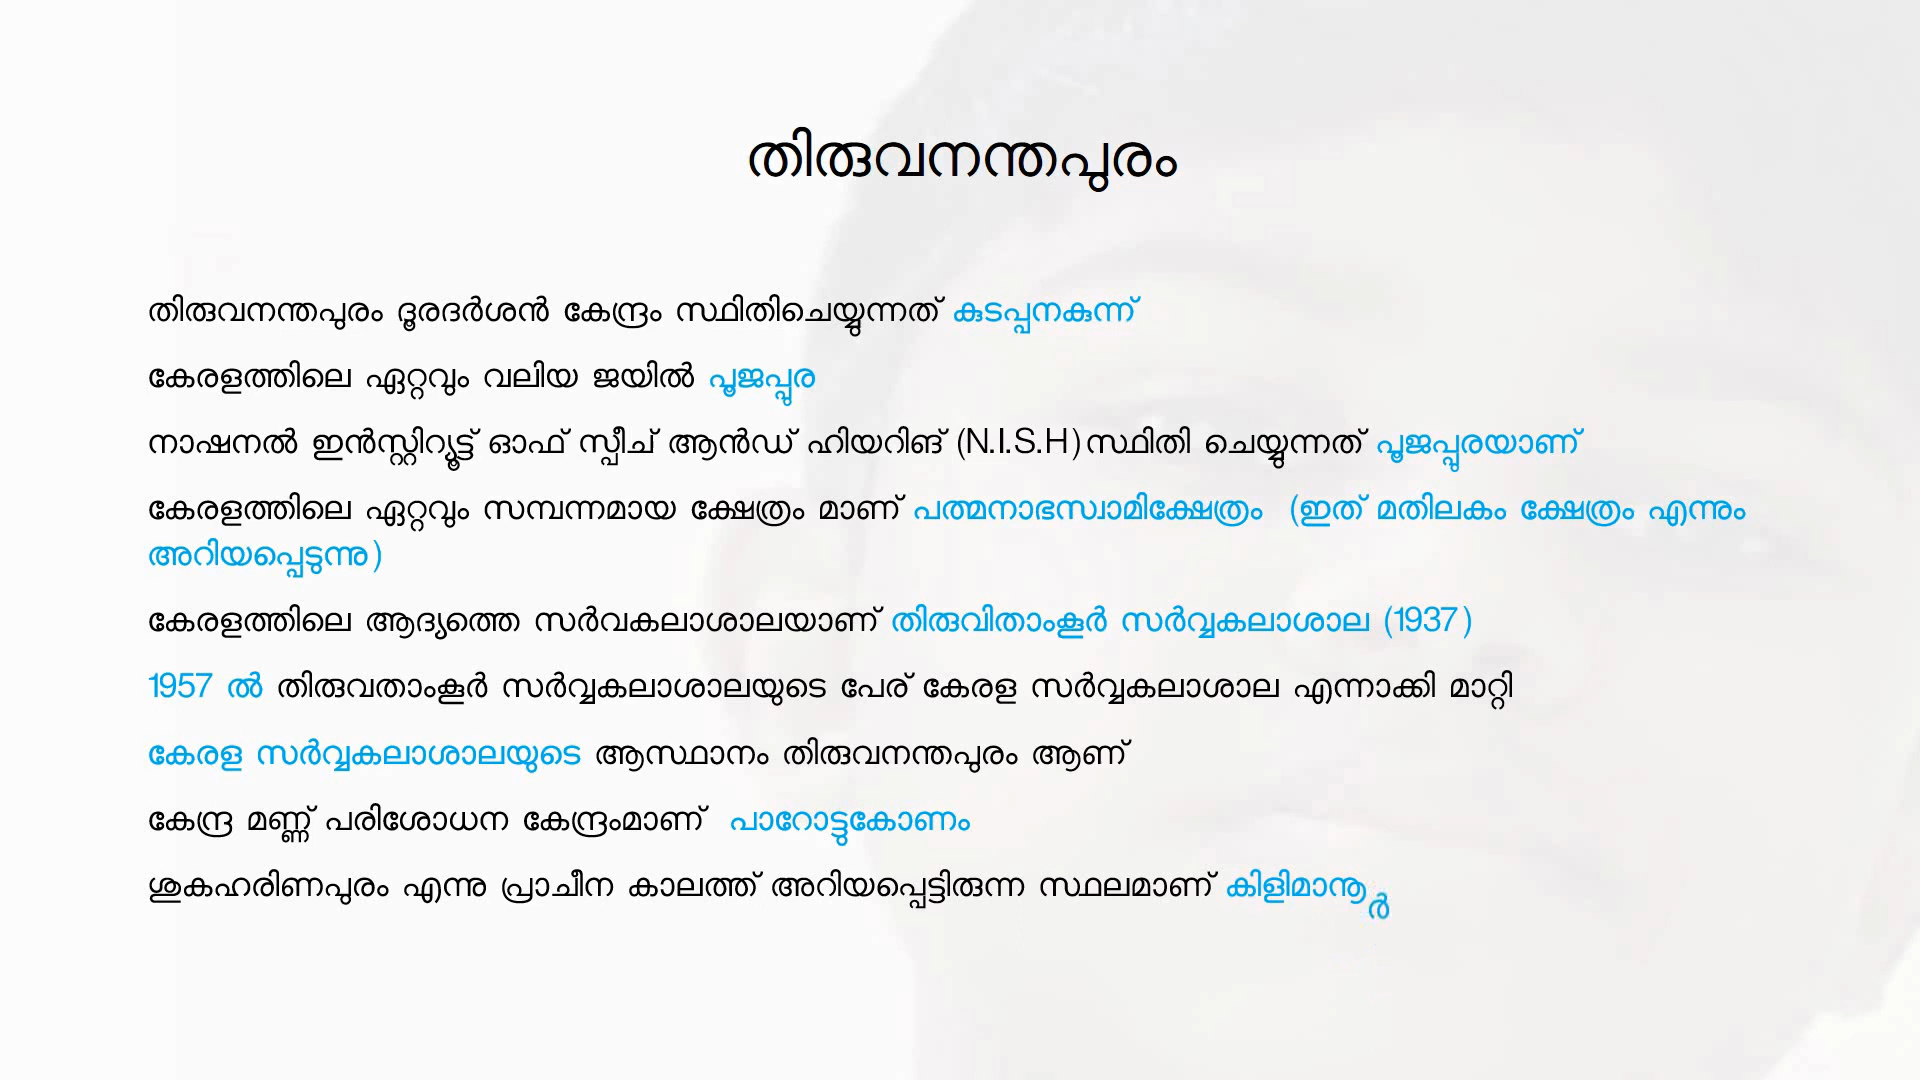 തിരുവനന്തപുരം
തിരുവനന്തപുരം ദൂരദർശൻ കേന്ദ്രം സ്ഥിതിചെയ്യുന്നത് കുടപ്പനകുന്ന്
കേരളത്തിലെ ഏറ്റവും വലിയ ജയിൽ പൂജപ്പുര
നാഷനൽ ഇൻസ്റ്റിറ്യൂട്ട് ഓഫ് സ്പീച് ആൻഡ് ഹിയറിങ് (N.I.S.H)സ്ഥിതി ചെയ്യുന്നത് പൂജപ്പുരയാണ്
കേരളത്തിലെ ഏറ്റവും സമ്പന്നമായ ക്ഷേത്രം മാണ് പത്മനാഭസ്വാമിക്ഷേത്രം (ഇത് മതിലകം ക്ഷേത്രം എന്നും
അറിയപ്പെടുന്നു)
കേരളത്തിലെ ആദ്യത്തെ സർവകലാശാലയാണ് തിരുവിതാംകൂർ സർവ്വകലാശാല (1937)
1957 ൽ തിരുവതാംകൂർ സർവ്വകലാശാലയുടെ പേര് കേരള സർവ്വകലാശാല എന്നാക്കി മാറ്റി
കേരള സർവ്വകലാശാലയുടെ ആസ്ഥാനം തിരുവനന്തപുരം ആണ്
കേന്ദ്ര മണ്ണ് പരിശോധന കേന്ദ്രംമാണ് പാറോട്ടുകോണം
ശുകഹരിണപുരം എന്നു പ്രാചീന കാലത്ത് അറിയപ്പെട്ടിരുന്ന സ്ഥലമാണ് കിളിമാനൂർ